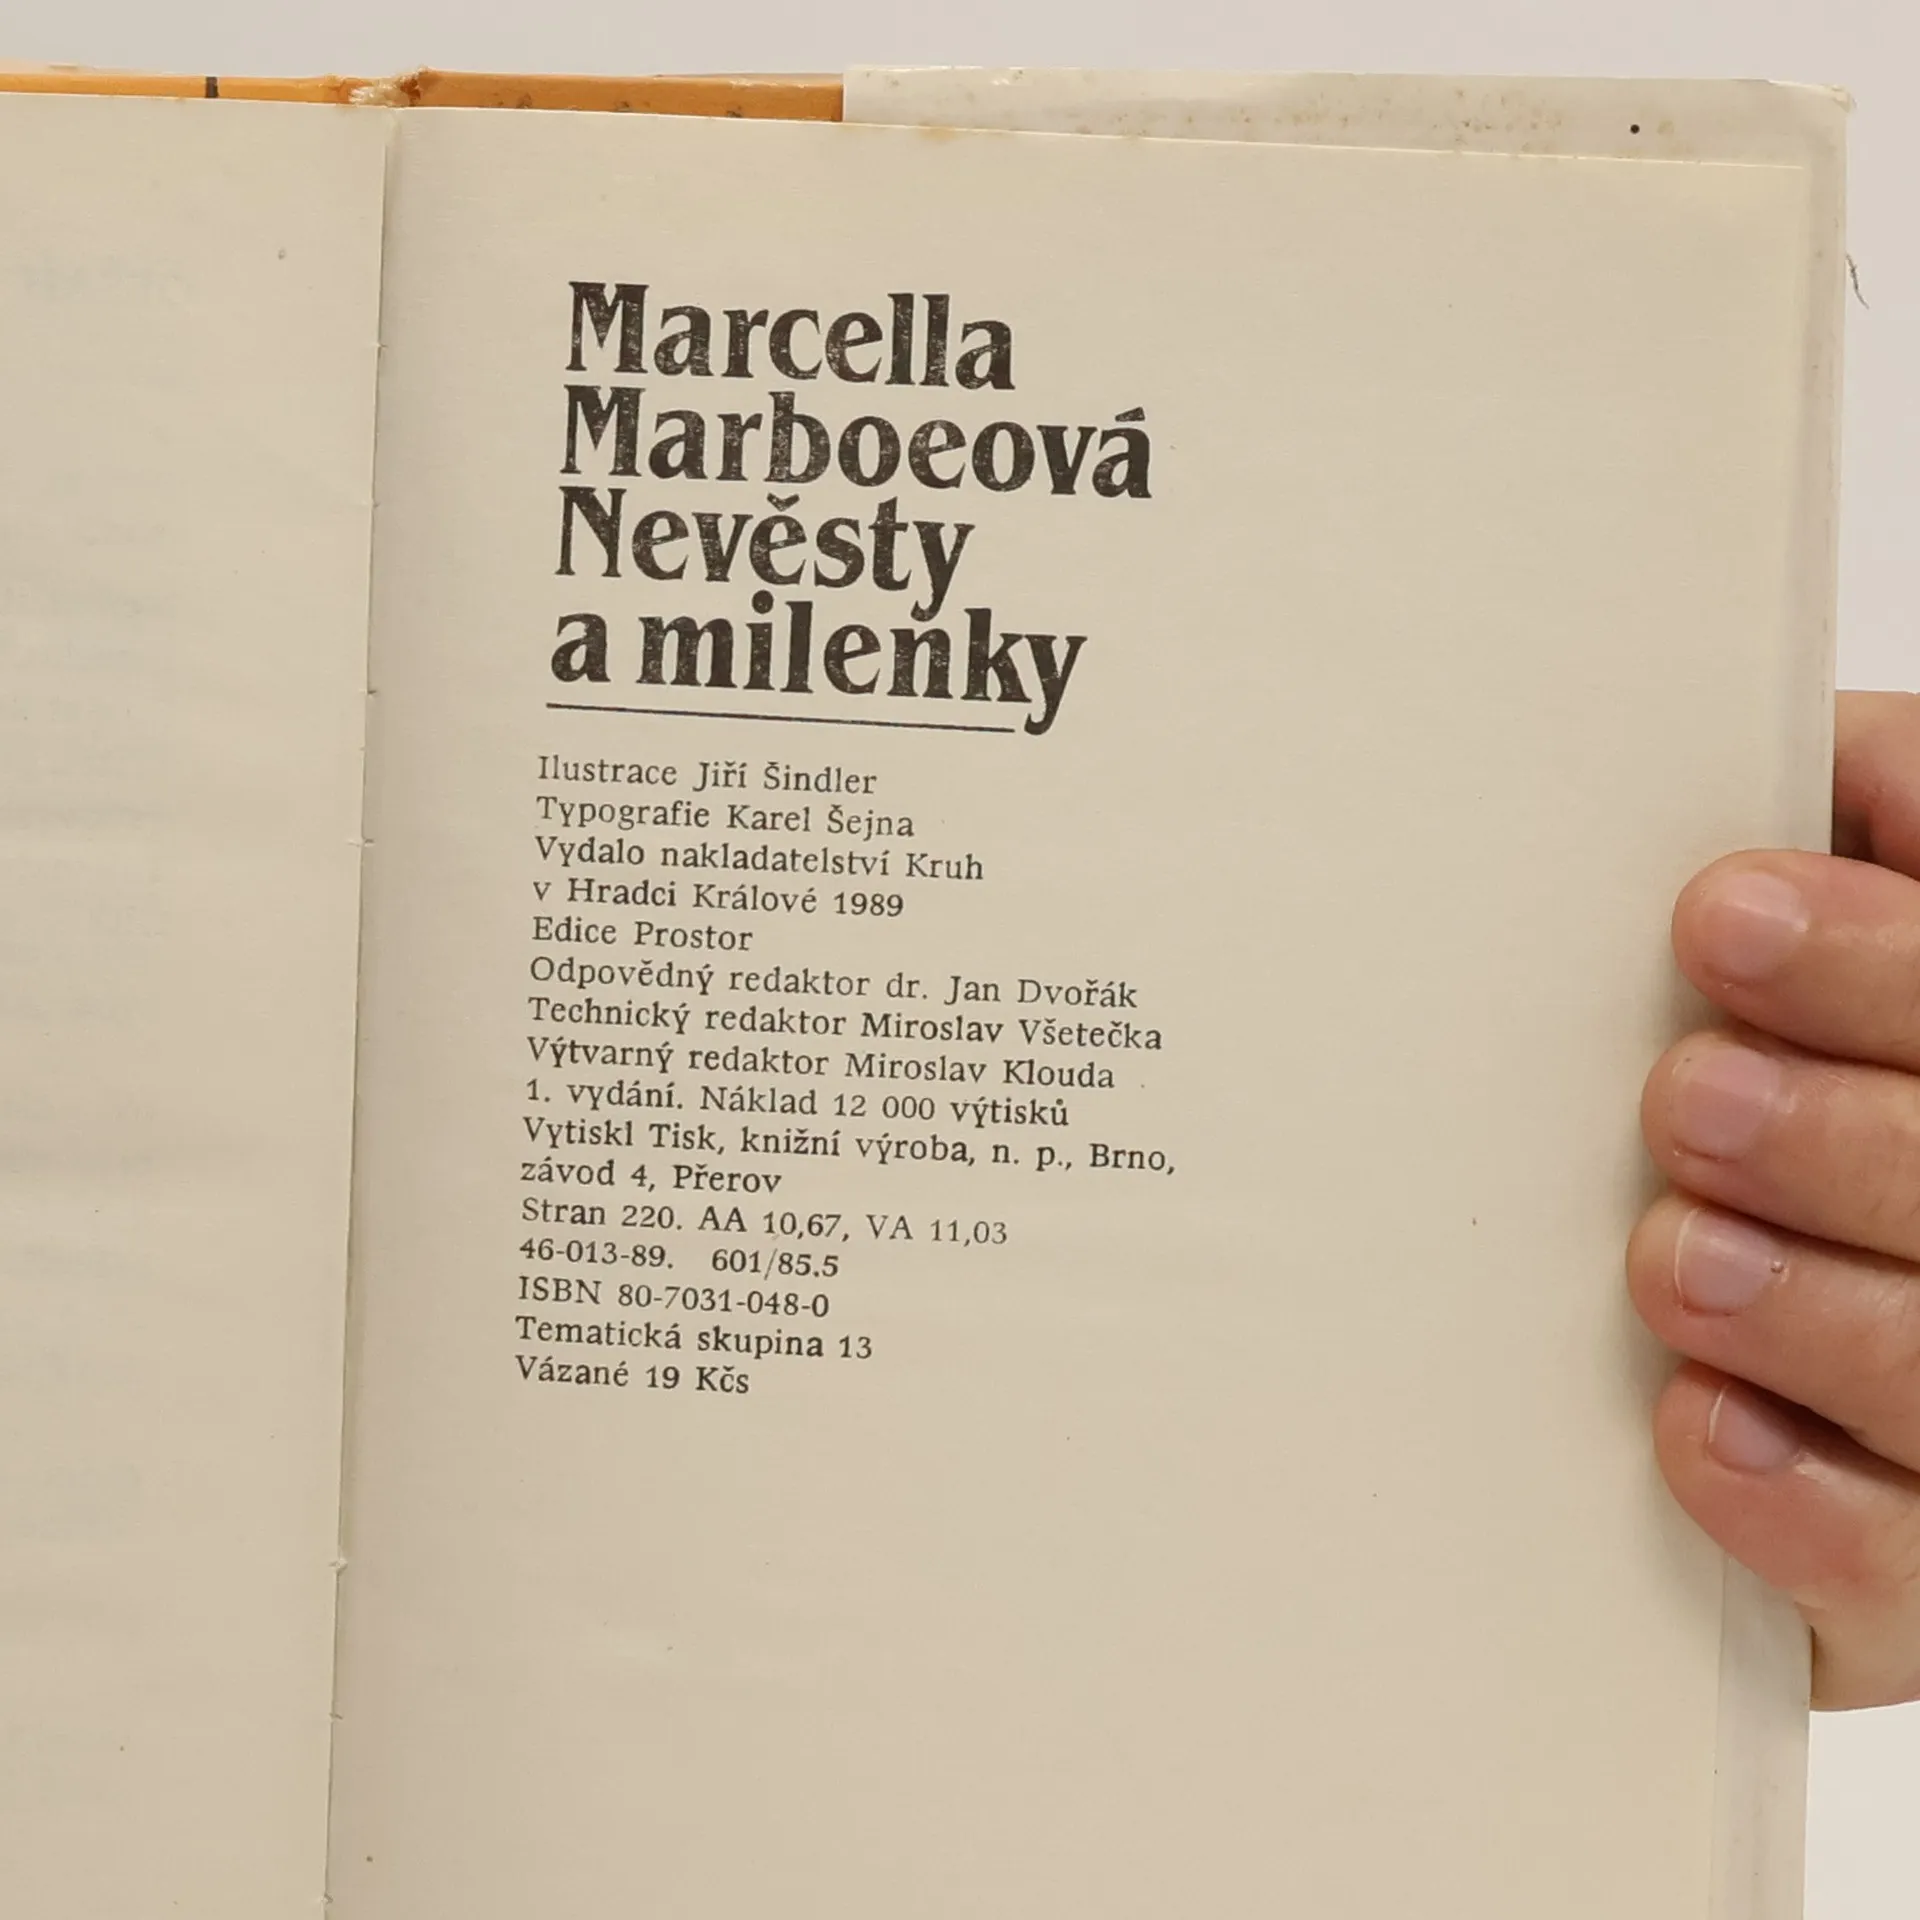 Marcella
Marboeová
Nevěsty
a milenky
Ilustrace Jiří Šindler
Typografie Karel Šejna
Vydalo nakladatelství Kruh
v Hradci Králové 1989
Edice Prostor
Odpovědný redaktor dr. Jan Dvořák
Technický redaktor Miroslav Všetečka
Výtvarný redaktor Miroslav Klouda
1. vydání. Náklad 12 000 výtisků
Vytiskl Tisk, knižní výroba, n. p., Brno,
závod 4, Přerov
Stran 220. AA 10,67, VA 11,03
46-013-89. 601/85.5
ISBN 80-7031-048-0
Tematická skupina 13
Vázané 19 Kčs